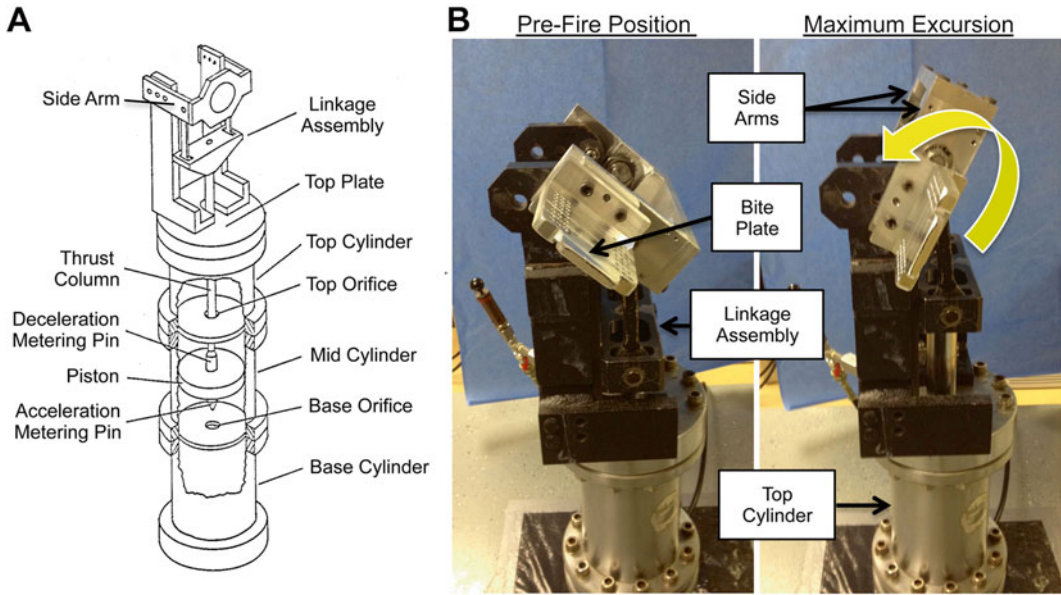 A
Side Arm
Linkage
Assembly
Top Plate
Top Cylinder
Thrust
Column
Top Orifice
Deceleration
Metering Pin
Mid Cylinder
Piston
Acceleration
Metering Pin
Base Orifice
Base Cylinder
B
Pre-Fire Position
Maximum Excursion
Side
Arms
Bite
Plate
Linkage
Assembly
Top
Cylinder